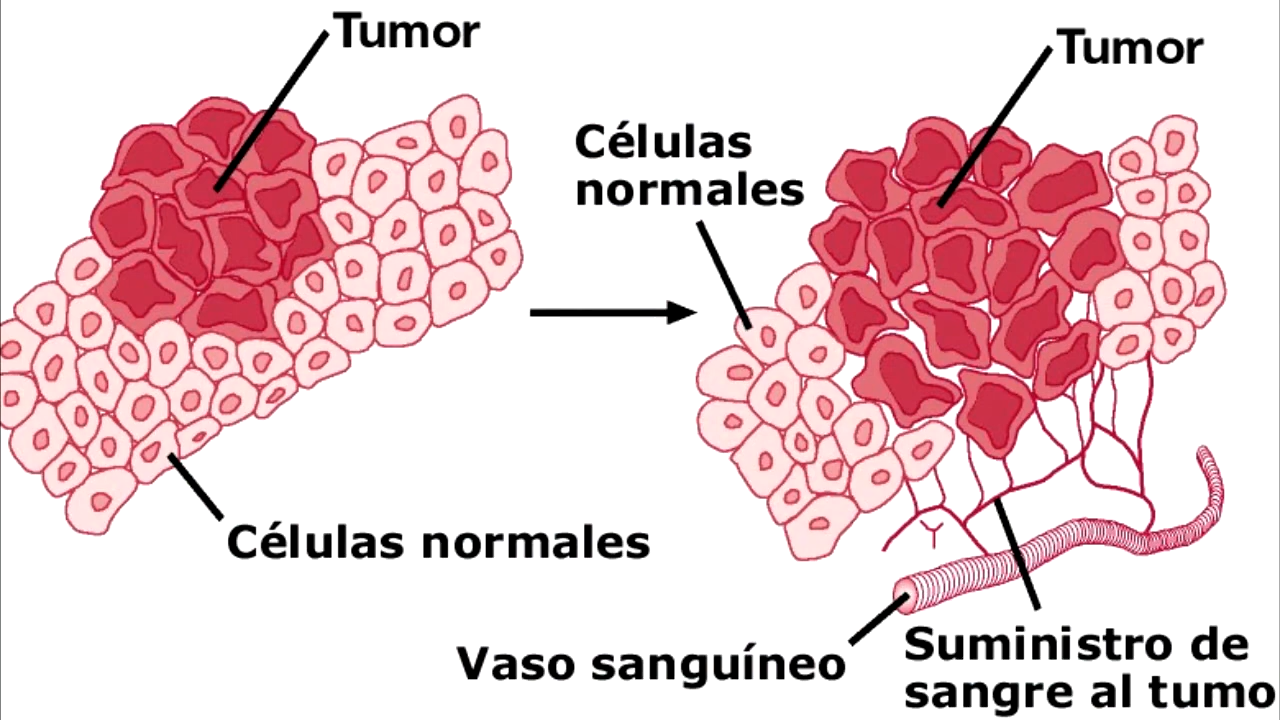 Tumor
Tumor
Células
normales
Células normales
Vaso sanguíneo
Suministro de
sangre al tumo